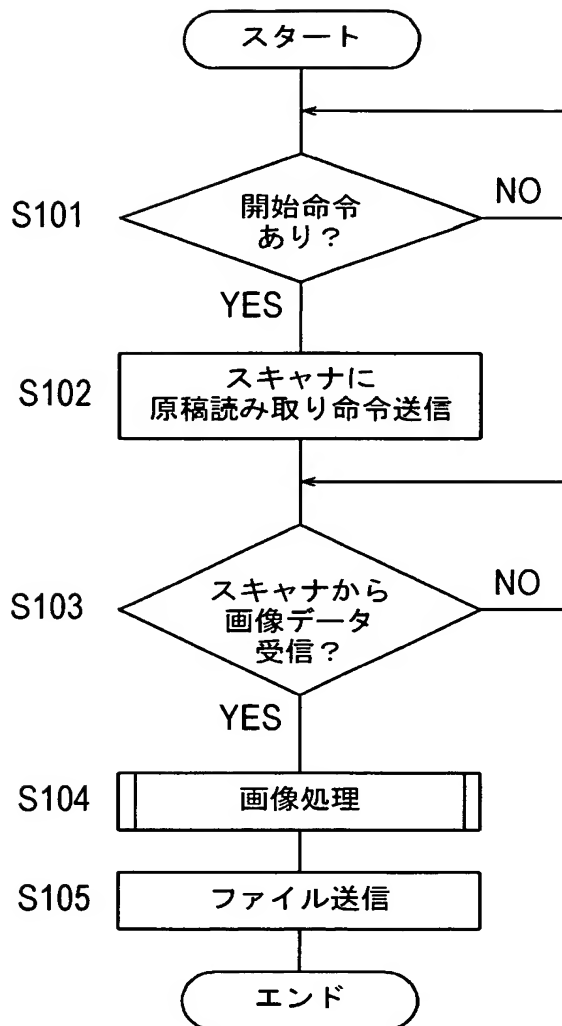 スタート
S101
開始命令
あり？
NO
YES
S102
スキャナに
原稿読み取り命令送信
S103
スキャナから
画像データ
受信？
NO
YES
S104
画像処理
S105
ファイル送信
エンド